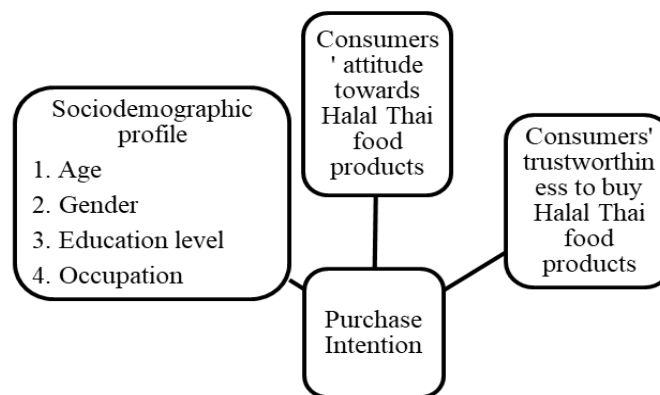 Sociodemographic
profile
1. Age
2. Gender
3. Education level
4. Occupation
Consumers
' attitude
towards
Halal Thai
food
products
Consumers'
trustworthin
ess to buy
Halal Thai
food
products
Purchase
Intention